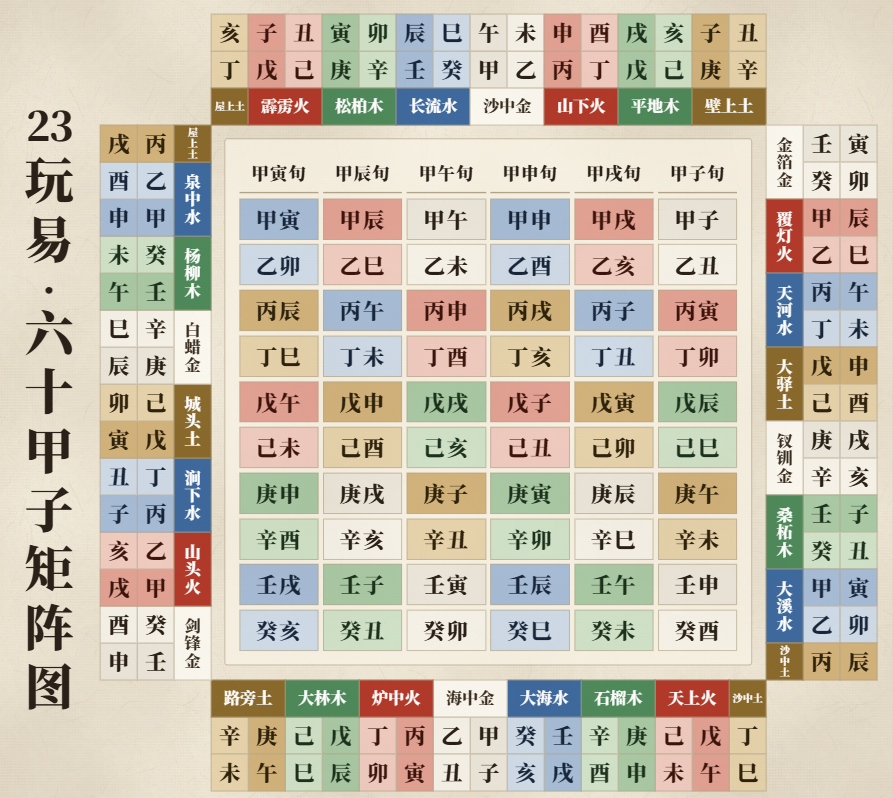 23玩易·六十甲子矩阵图
亥 子 丑 寅 卯 辰 巳 午 未 申 酉 戌 亥 子 丑
丁 戊 己 庚 辛 壬 癸 甲 乙 丙 丁 戊 己 庚 辛
屋上土 霹雳火 松柏木 长流水 沙中金 山下火 平地木 壁上土
戌 丙 屋上土
酉 乙 泉中水
申 甲
未 癸 杨柳木
午 壬
巳 辛 白蜡金
辰 庚
卯 己 城头土
寅 戊
丑 丁 涧下水
子 丙
亥 乙 山头火
戌 甲
酉 癸 剑锋金
申 壬
甲寅旬 甲辰旬 甲午旬 甲申旬 甲戌旬 甲子旬
甲寅 甲辰 甲午 甲申 甲戌 甲子
乙卯 乙巳 乙未 乙酉 乙亥 乙丑
丙辰 丙午 丙申 丙戌 丙子 丙寅
丁巳 丁未 丁酉 丁亥 丁丑 丁卯
戊午 戊申 戊戌 戊子 戊寅 戊辰
己未 己酉 己亥 己丑 己卯 己巳
庚申 庚戌 庚子 庚寅 庚辰 庚午
辛酉 辛亥 辛丑 辛卯 辛巳 辛未
壬戌 壬子 壬寅 壬辰 壬午 壬申
癸亥 癸丑 癸卯 癸巳 癸未 癸酉
金箔金 壬 寅
癸 卯
覆灯火 甲 辰
乙 巳
天河水 丙 午
丁 未
大驿土 戊 申
己 酉
钗钏金 庚 戌
辛 亥
桑柘木 壬 子
癸 丑
大溪水 甲 寅
乙 卯
沙中土 丙 辰
路旁土 大林木 炉中火 海中金 大海水 石榴木 天上火 沙中土
辛 庚 己 戊 丁 丙 乙 甲 癸 壬 辛 庚 己 戊 丁
未 午 巳 辰 卯 寅 丑 子 亥 戌 酉 申 未 午 巳